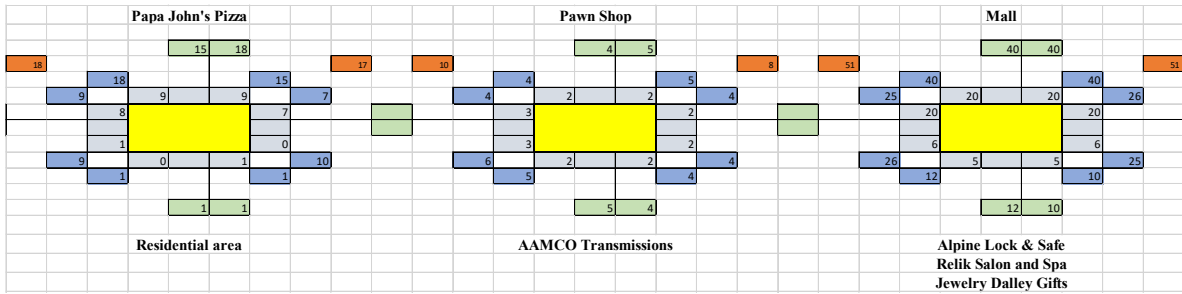 Papa John's Pizza Pawn Shop Mall
15 18 4 5 40 40
18 17 10 8 51 51
18 15 4 5 40 40
9 9 9 7 4 2 2 4 25 20 20 26
8 7 3 2 20 20
1 0 3 2 6 6
9 0 1 10 6 2 2 4 26 5 5 25
1 1 5 4 12 10
1 1 5 4 12 10
Residential area AAMCO Transmissions Alpine Lock & Safe
Relik Salon and Spa
Jewelry Dalley Gifts